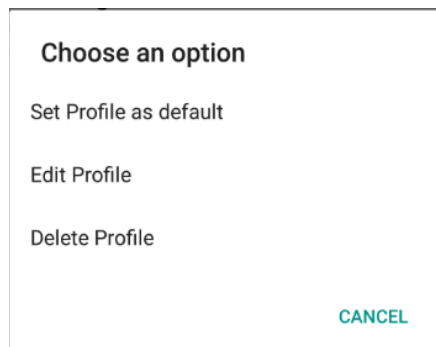 Choose an option
Set Profile as default
Edit Profile
Delete Profile
CANCEL